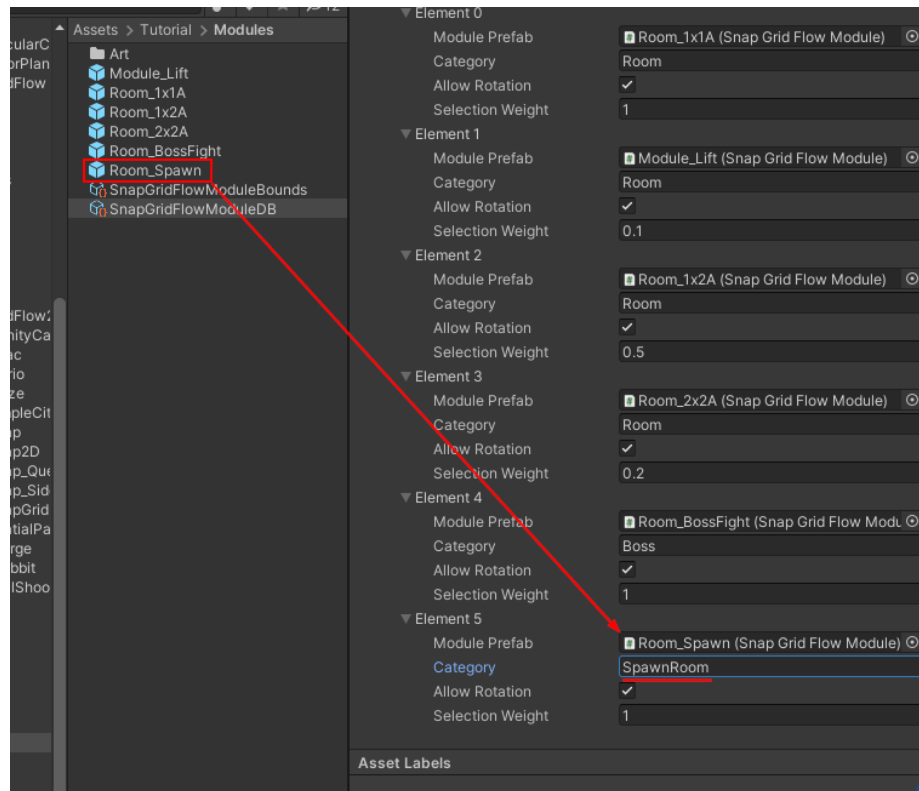 Assets > Tutorial > Modules
Art
Module_Lift
Room_1x1A
Room_1x2A
Room_2x2A
Room_BossFight
Room_Spawn
SnapGridFlowModuleBounds
SnapGridFlowModuleDB
Element 0
Module Prefab
Room_1x1A (Snap Grid Flow Module)
Category
Room
Allow Rotation
Selection Weight
1
Element 1
Module Prefab
Module_Lift (Snap Grid Flow Module)
Category
Room
Allow Rotation
Selection Weight
0.1
Element 2
Module Prefab
Room_1x2A (Snap Grid Flow Module)
Category
Room
Allow Rotation
Selection Weight
0.5
Element 3
Module Prefab
Room_2x2A (Snap Grid Flow Module)
Category
Room
Allow Rotation
Selection Weight
0.2
Element 4
Module Prefab
Room_BossFight (Snap Grid Flow Modu
Category
Boss
Allow Rotation
Selection Weight
1
Element 5
Module Prefab
Room_Spawn (Snap Grid Flow Module)
Category
SpawnRoom
Allow Rotation
Selection Weight
1
Asset Labels